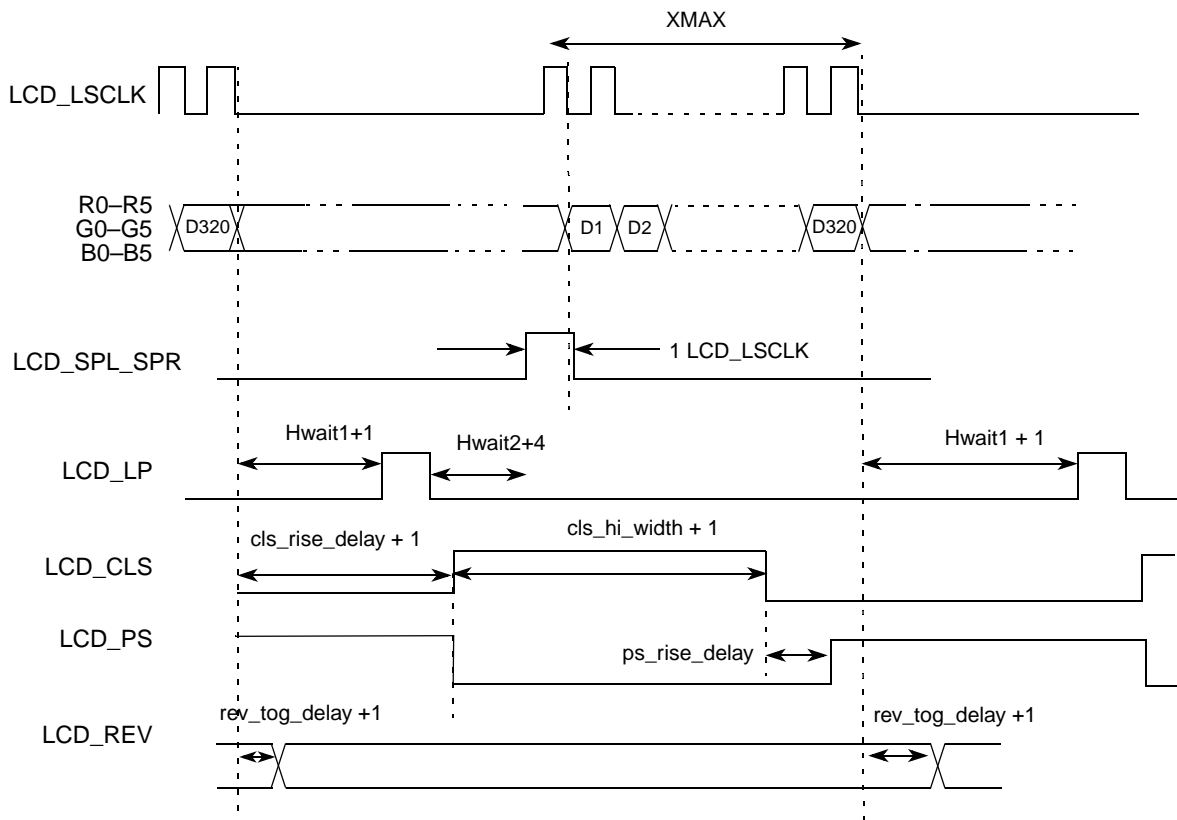 XMAX
LCD_LSCLK
R0–R5
G0–G5
B0–B5
D320
D1
D2
D320
LCD_SPL_SPR
1 LCD_LSCLK
Hwait1+1
Hwait2+4
Hwait1 + 1
LCD_LP
cls_rise_delay + 1
cls_hi_width + 1
LCD_CLS
LCD_PS
ps_rise_delay
rev_tog_delay +1
rev_tog_delay +1
LCD_REV